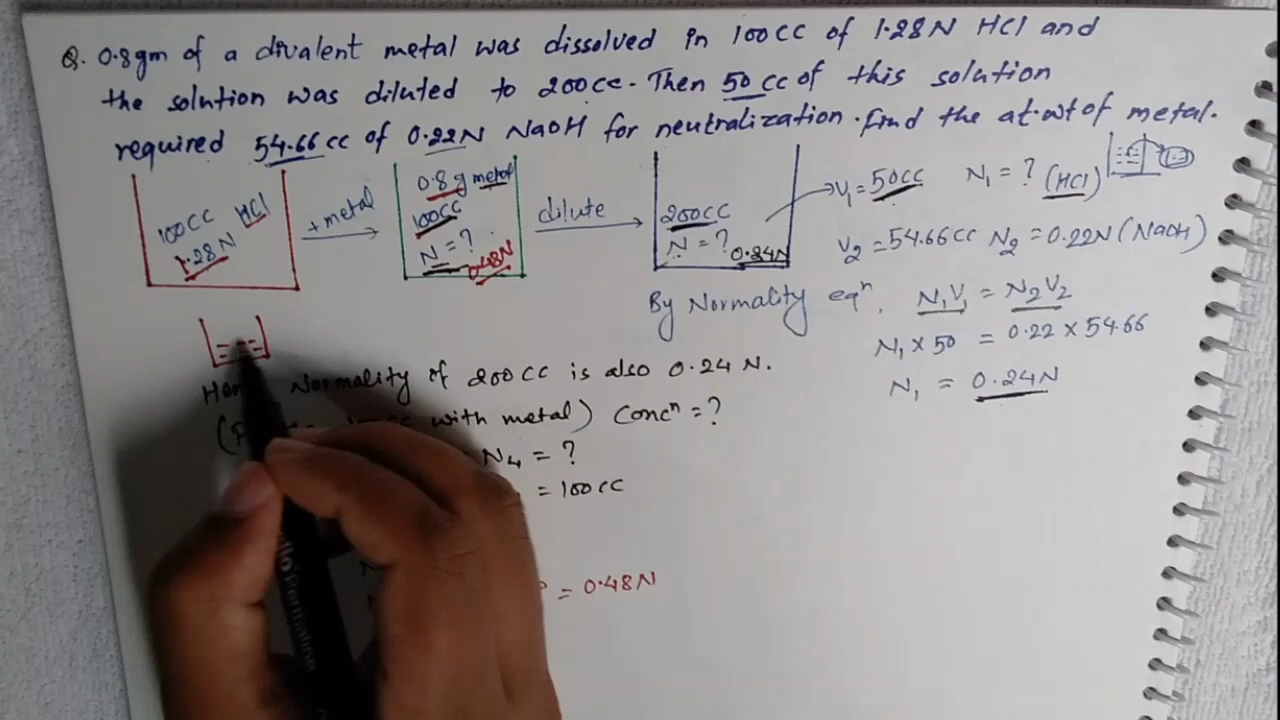 Q. 0.8gm of a divalent metal was dissolved in 100CC of 1.28N HCl and
the solution was diluted to 200cc. Then 50 cc of this solution
required 54.66 cc of 0.22N NaOH for neutralization. find the at.wt of metal.
100CC HCl
1.28N
+metal
0.8g metal
100CC
N = ?
0.48N
dilute
200CC
N = ? 0.24N
V₁ = 50cc N₁ = ? (HCl)
V₂ = 54.66cc N₂ = 0.22N (NaOH)
By Normality eqⁿ, N₁V₁ = N₂V₂
N₁ × 50 = 0.22 × 54.66
N₁ = 0.24N
Normality of 200CC is also 0.24 N.
with metal) Concⁿ = ?
N₄ = ?
= 100cc
= 0.48N